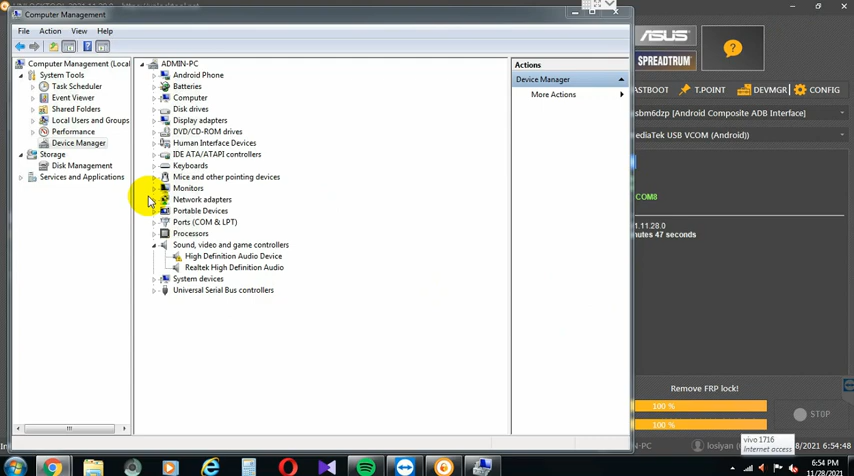 Computer Management
File Action View Help
Computer Management (Local
System Tools
Task Scheduler
Event Viewer
Shared Folders
Local Users and Groups
Performance
Device Manager
Storage
Disk Management
Services and Applications
ADMIN-PC
Android Phone
Batteries
Computer
Disk drives
Display adapters
DVD/CD-ROM drives
Human Interface Devices
IDE ATA/ATAPI controllers
Keyboards
Mice and other pointing devices
Monitors
Network adapters
Portable Devices
Ports (COM & LPT)
Processors
Sound, video and game controllers
High Definition Audio Device
Realtek High Definition Audio
System devices
Universal Serial Bus controllers
Actions
Device Manager
More Actions
ASUS
SPREADTRUM
?
ASTBOOT T.POINT DEVMGR CONFIG
sbm6dzp [Android Composite ADB Interface]
ediaTek USB VCOM (Android))
COM8
.11.28.0
nutes 47 seconds
Remove FRP lock!
100 %
100 %
STOP
-PC
losiyan
vivo 1716
Internet access
6:54:48
6:54 PM
11/28/2021